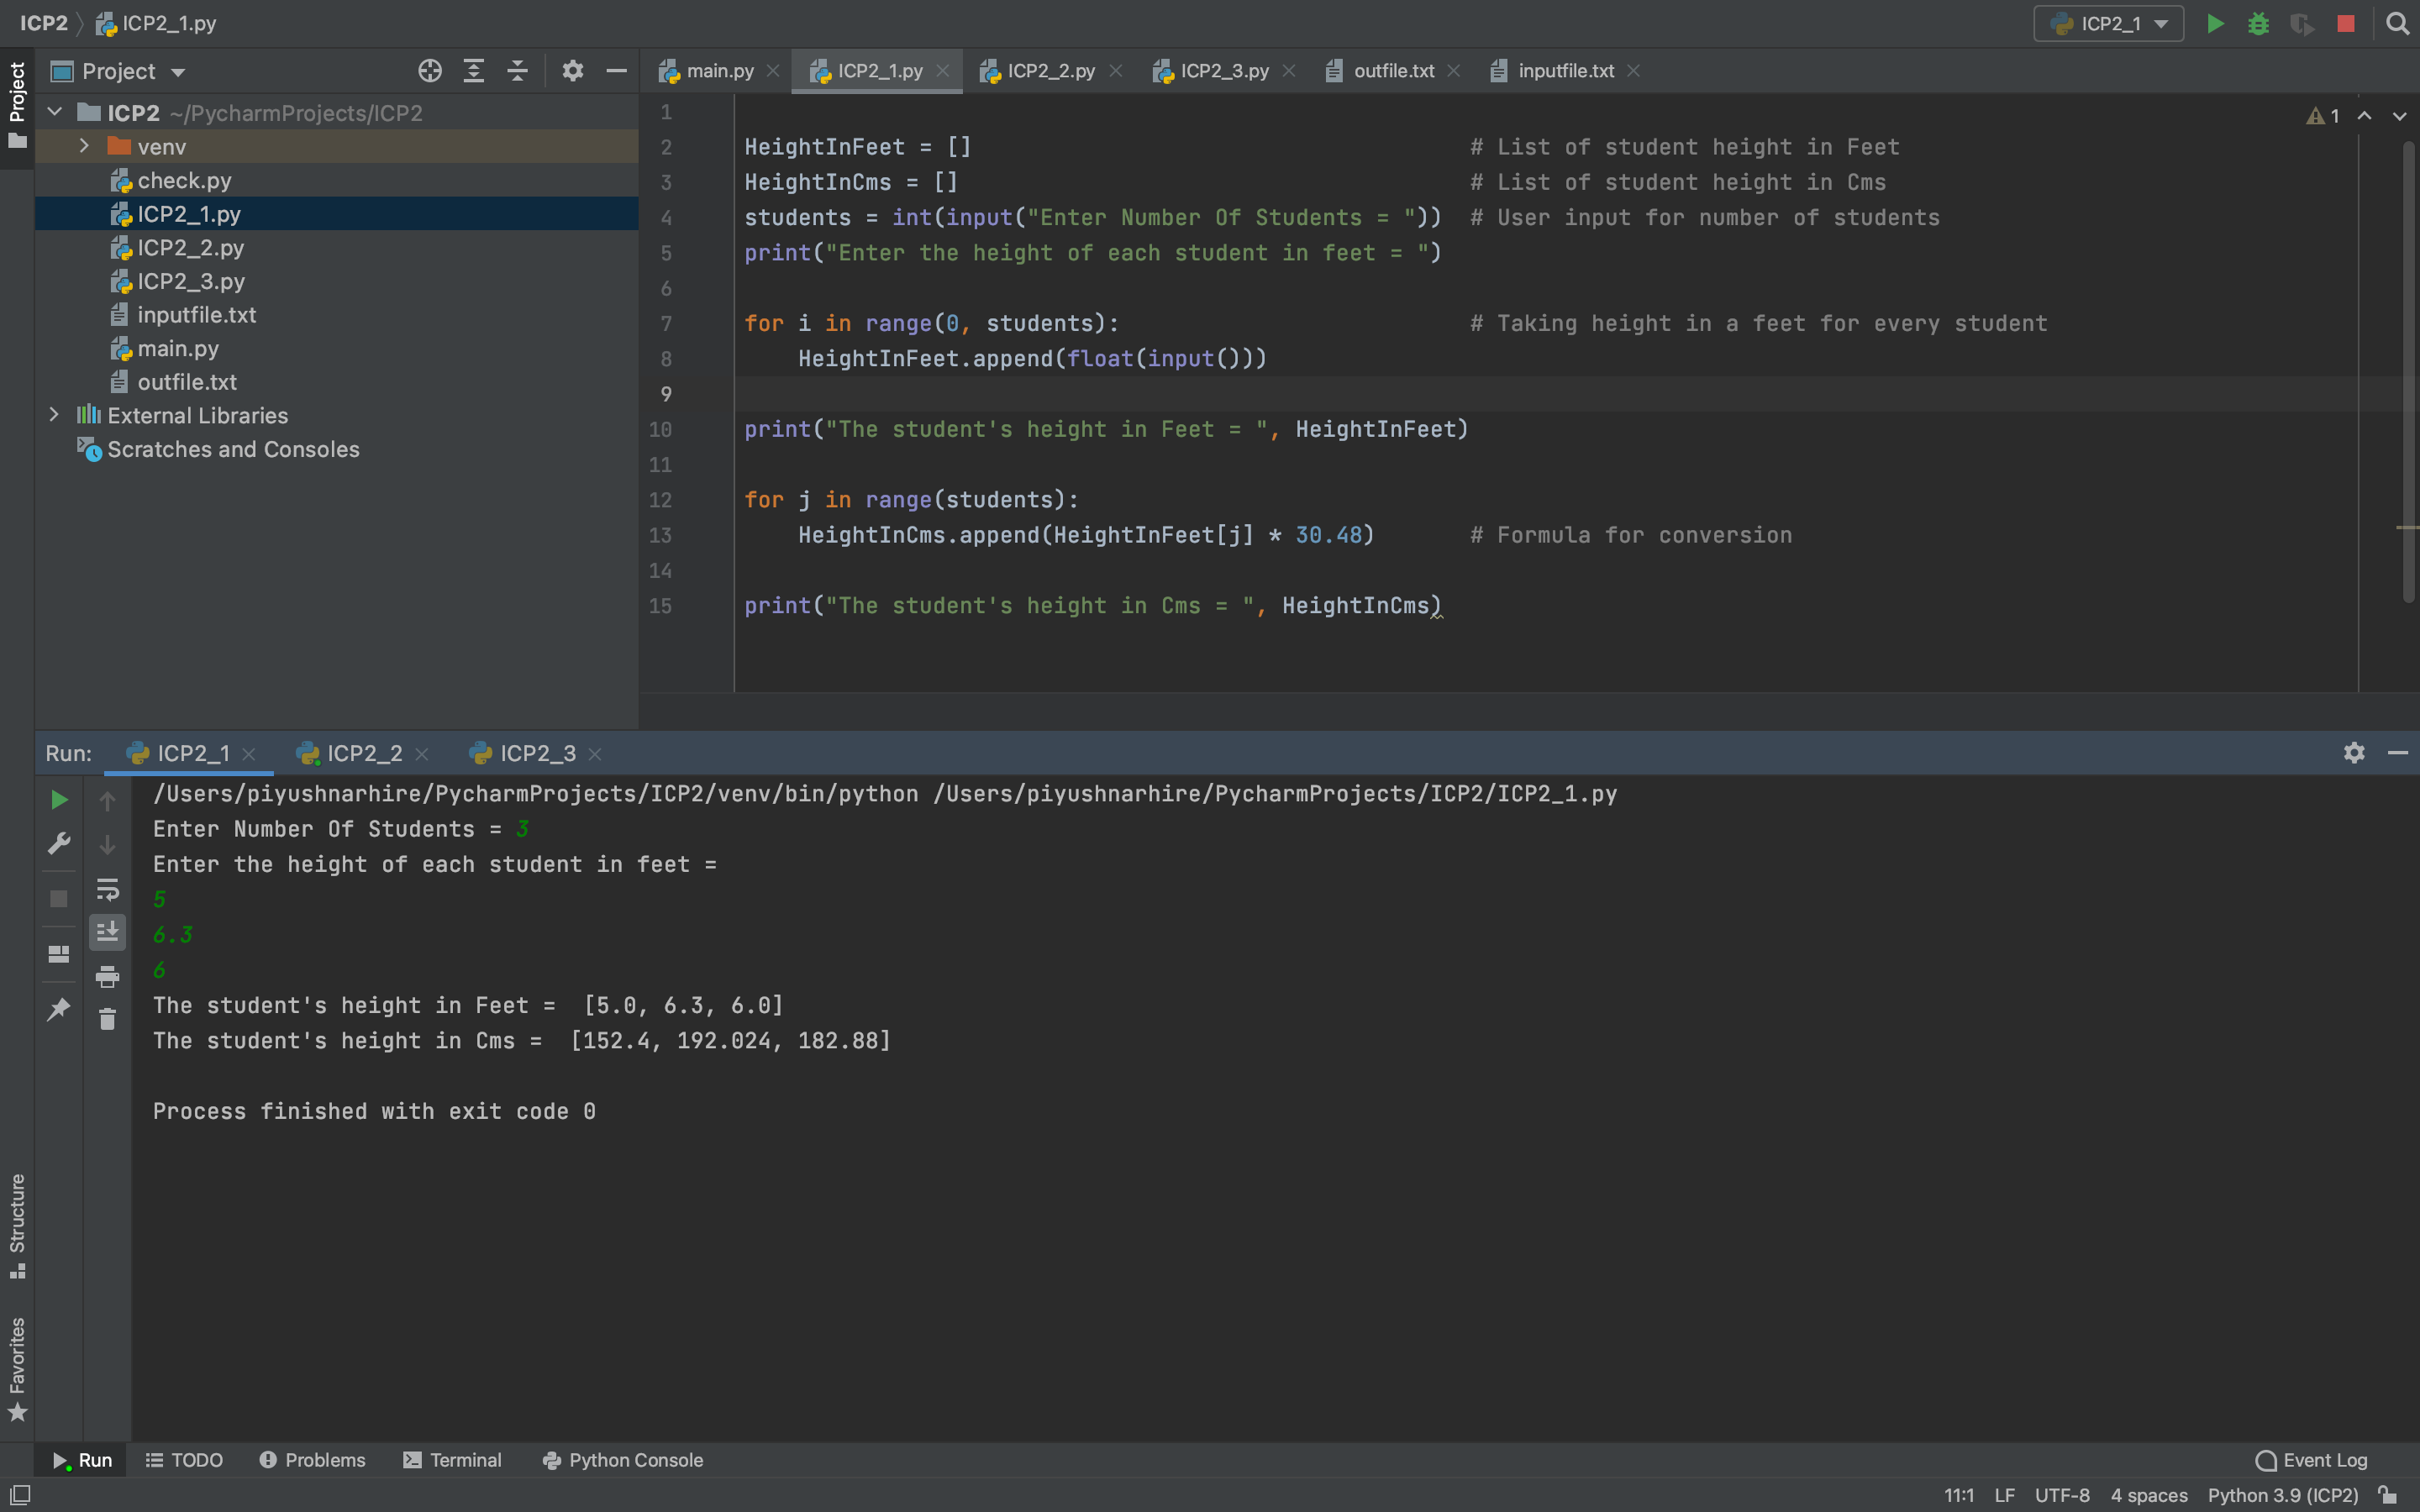 ICP2 ICP2_1.py ICP2_1
Project
Project main.py ICP2_1.py ICP2_2.py ICP2_3.py outfile.txt inputfile.txt
ICP2 ~/PycharmProjects/ICP2
venv
check.py
ICP2_1.py
ICP2_2.py
ICP2_3.py
inputfile.txt
main.py
outfile.txt
External Libraries
Scratches and Consoles
1
1
2 HeightInFeet = [] # List of student height in Feet
3 HeightInCms = [] # List of student height in Cms
4 students = int(input("Enter Number Of Students = ")) # User input for number of students
5 print("Enter the height of each student in feet = ")
6
7 for i in range(0, students): # Taking height in a feet for every student
8 HeightInFeet.append(float(input()))
9
10 print("The student's height in Feet = ", HeightInFeet)
11
12 for j in range(students):
13 HeightInCms.append(HeightInFeet[j] * 30.48) # Formula for conversion
14
15 print("The student's height in Cms = ", HeightInCms)
Run: ICP2_1 ICP2_2 ICP2_3
/Users/piyushnarhire/PycharmProjects/ICP2/venv/bin/python /Users/piyushnarhire/PycharmProjects/ICP2/ICP2_1.py
Enter Number Of Students = 3
Enter the height of each student in feet =
5
6.3
6
The student's height in Feet =  [5.0, 6.3, 6.0]
The student's height in Cms =  [152.4, 192.024, 182.88]
Process finished with exit code 0
Structure
Favorites
Run TODO Problems Terminal Python Console Event Log
11:1 LF UTF-8 4 spaces Python 3.9 (ICP2)